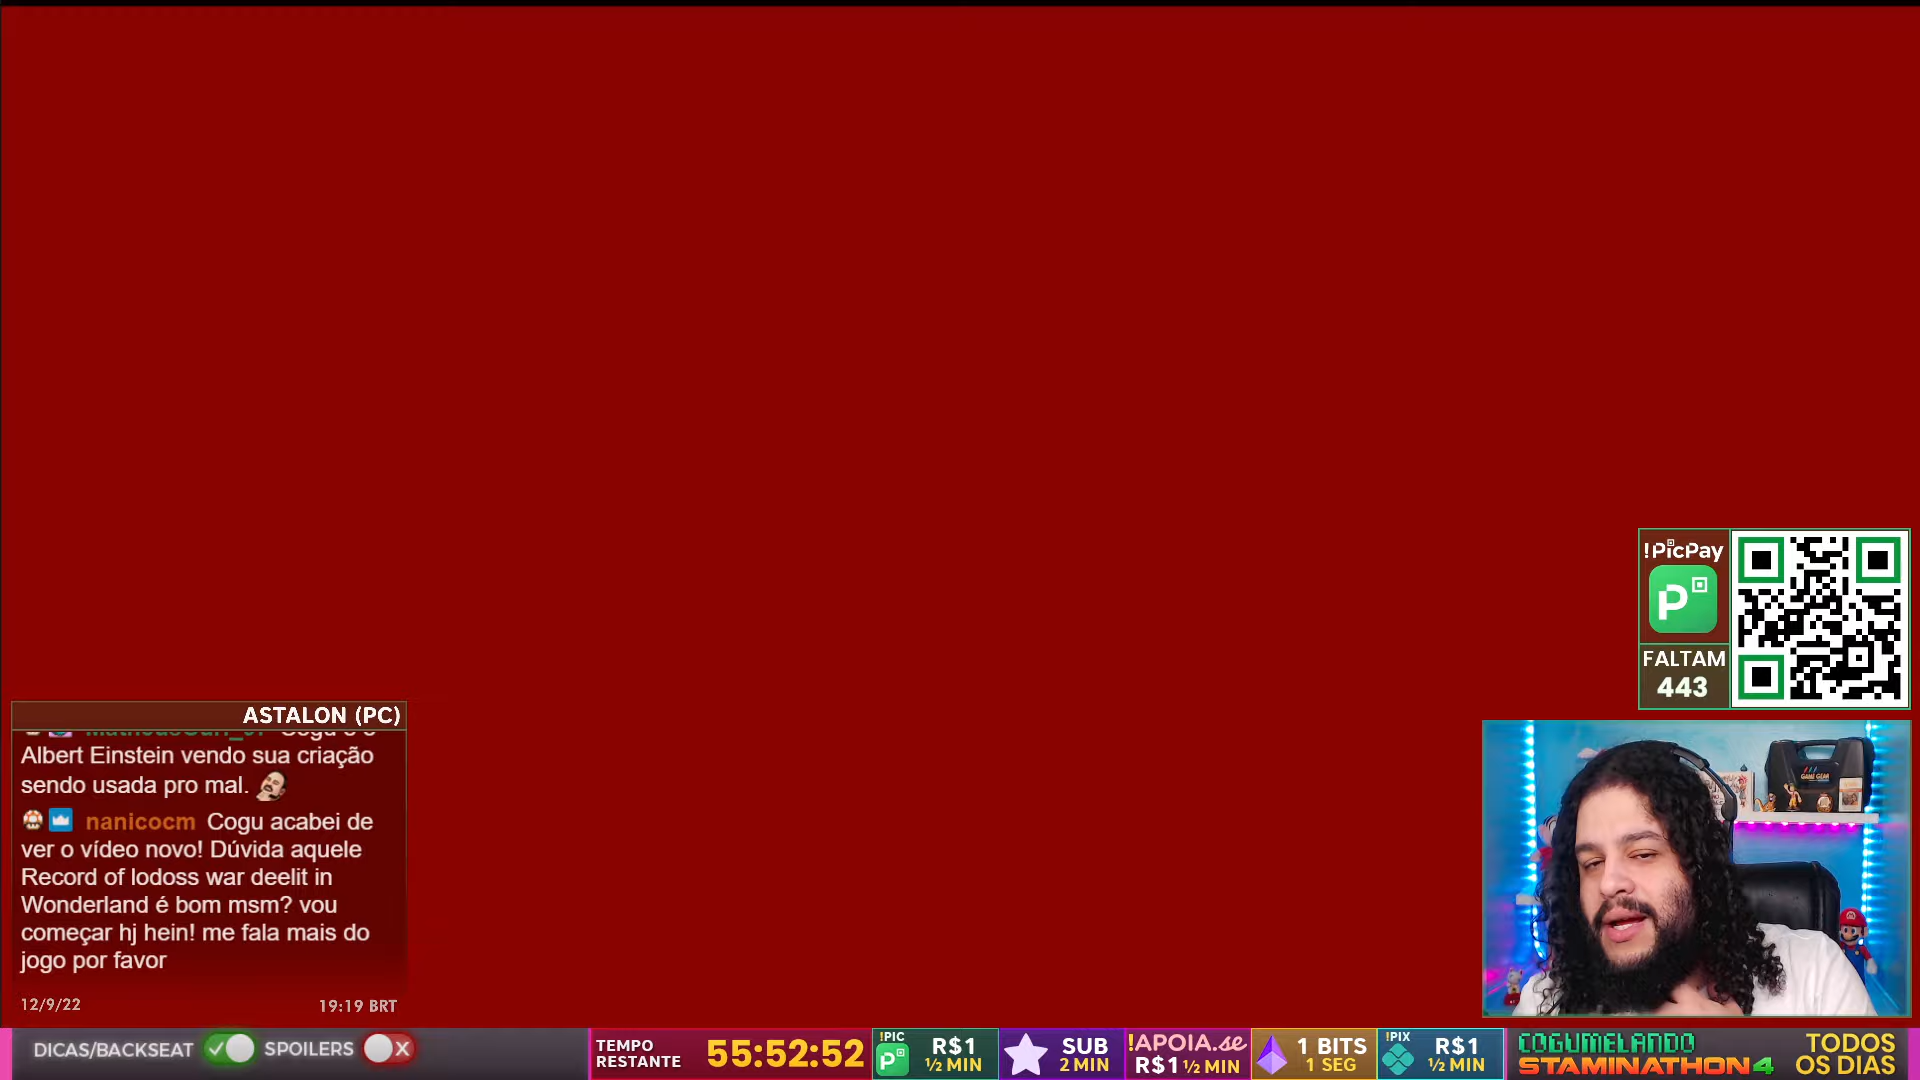 !PicPay
FALTAM
443
ASTALON (PC)
Albert Einstein vendo sua criação
sendo usada pro mal.
nanicocm Cogu acabei de
ver o vídeo novo! Dúvida aquele
Record of lodoss war deelit in
Wonderland é bom msm? vou
começar hj hein! me fala mais do
jogo por favor
12/9/22 19:19 BRT
GAME GEAR
DICAS/BACKSEAT SPOILERS X
TEMPO
RESTANTE
55:52:52
!PIC
R$1
½ MIN
SUB
2 MIN
!APOIA.se
R$1 ½ MIN
1 BITS
1 SEG
!PIX
R$1
½ MIN
COGUMELANDO
STAMINATHON 4
TODOS
OS DIAS